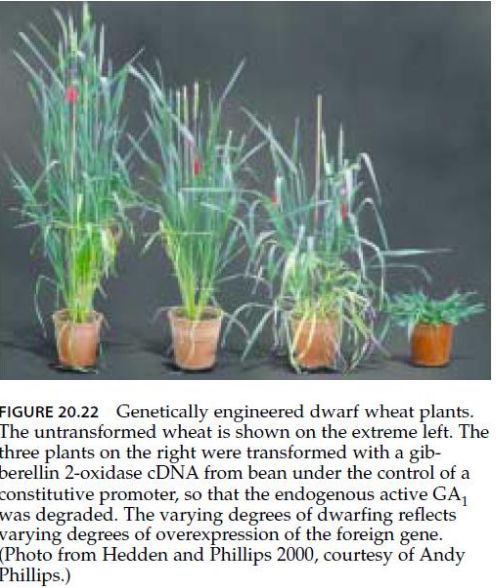 FIGURE 20.22 Genetically engineered dwarf wheat plants.
The untransformed wheat is shown on the extreme left. The
three plants on the right were transformed with a gib-
berellin 2-oxidase cDNA from bean under the control of a
constitutive promoter, so that the endogenous active GA₁
was degraded. The varying degrees of dwarfing reflects
varying degrees of overexpression of the foreign gene.
(Photo from Hedden and Phillips 2000, courtesy of Andy
Phillips.)